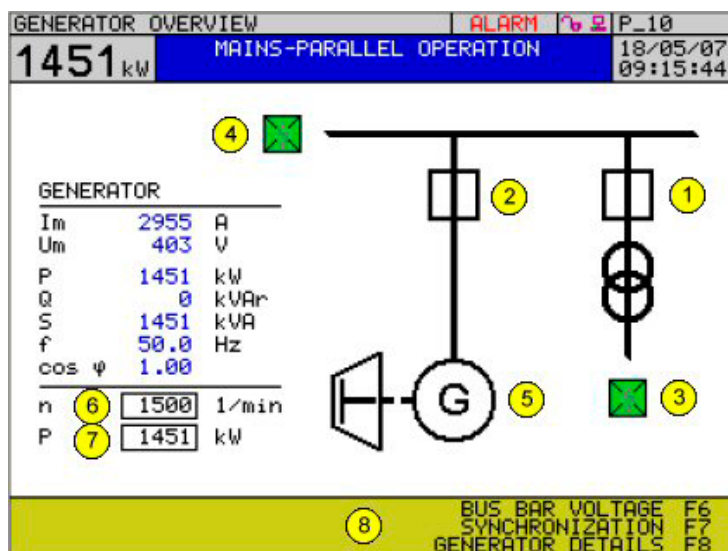 GENERATOR OVERVIEW ALARM P_10
1451 kW MAINS-PARALLEL OPERATION 18/05/07
09:15:44
4
2
1
GENERATOR
Im 2955 A
Um 403 V
P 1451 kW
Q 0 kVAr
S 1451 kVA
f 50.0 Hz
cos φ 1.00
n 6 1500 1/min
P 7 1451 kW
G 5
3
8
BUS BAR VOLTAGE F6
SYNCHRONIZATION F7
GENERATOR DETAILS F8